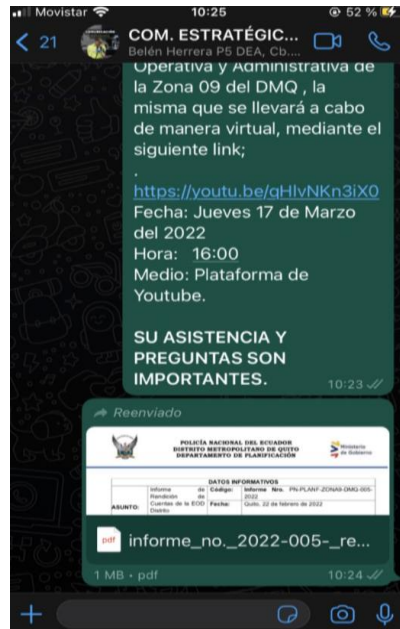 Movistar 10:25 52 %
21 COM. ESTRATÉGIC...
Belén Herrera P5 DEA, Cb....
Operativa y Administrativa de
la Zona 09 del DMQ , la
misma que se llevará a cabo
de manera virtual, mediante el
siguiente link;
.
https://youtu.be/qHlvNKn3iX0
Fecha: Jueves 17 de Marzo
del 2022
Hora: 16:00
Medio: Plataforma de
Youtube.
SU ASISTENCIA Y
PREGUNTAS SON
IMPORTANTES.
10:23
Reenviado
POLICÍA NACIONAL DEL ECUADOR
DISTRITO METROPOLITANO DE QUITO
DEPARTAMENTO DE PLANIFICACIÓN
Ministerio
de Gobierno
DATOS INFORMATIVOS
ASUNTO:
Informe de
Rendición de
Cuentas de la EOD
Distrito
Código: Informe Nro. PN-PLANF-ZONA9-DMQ-005-
2022
Fecha: Quito, 22 de febrero de 2022
pdf informe_no._2022-005-_re...
1 MB • pdf 10:24